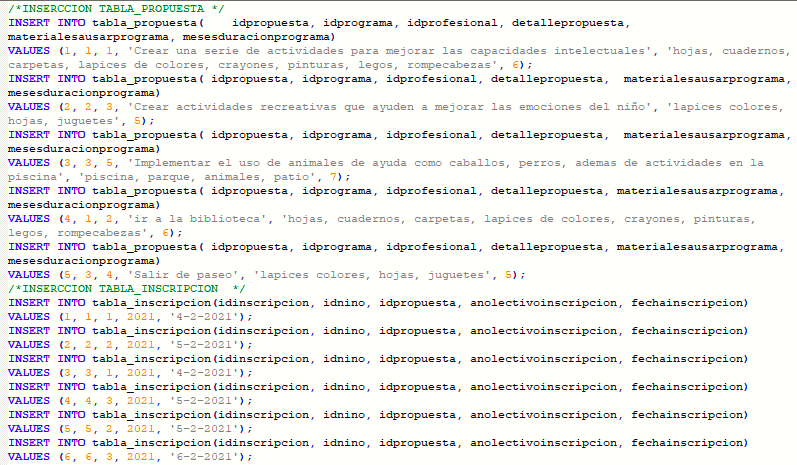 /*INSERCCION TABLA_PROPUESTA */
INSERT INTO tabla_propuesta(    idpropuesta, idprograma, idprofesional, detallepropuesta,
materialesausarprograma, mesesduracionprograma)
VALUES (1, 1, 1, 'Crear una serie de actividades para mejorar las capacidades intelectuales', 'hojas, cuadernos,
carpetas, lapices de colores, crayones, pinturas, legos, rompecabezas', 6);
INSERT INTO tabla_propuesta( idpropuesta, idprograma, idprofesional, detallepropuesta,  materialesausarprograma,
mesesduracionprograma)
VALUES (2, 2, 3, 'Crear actividades recreativas que ayuden a mejorar las emociones del niño', 'lapices colores,
hojas, juguetes', 5);
INSERT INTO tabla_propuesta( idpropuesta, idprograma, idprofesional, detallepropuesta,  materialesausarprograma,
mesesduracionprograma)
VALUES (3, 3, 5, 'Implementar el uso de animales de ayuda como caballos, perros, ademas de actividades en la
piscina', 'piscina, parque, animales, patio', 7);
INSERT INTO tabla_propuesta( idpropuesta, idprograma, idprofesional, detallepropuesta, materialesausarprograma,
mesesduracionprograma)
VALUES (4, 1, 2, 'ir a la biblioteca', 'hojas, cuadernos, carpetas, lapices de colores, crayones, pinturas,
legos, rompecabezas', 6);
INSERT INTO tabla_propuesta( idpropuesta, idprograma, idprofesional, detallepropuesta, materialesausarprograma,
mesesduracionprograma)
VALUES (5, 3, 4, 'Salir de paseo', 'lapices colores, hojas, juguetes', 5);
/*INSERCCION TABLA_INSCRIPCION  */
INSERT INTO tabla_inscripcion(idinscripcion, idnino, idpropuesta, anolectivoinscripcion, fechainscripcion)
VALUES (1, 1, 1, 2021, '4-2-2021');
INSERT INTO tabla_inscripcion(idinscripcion, idnino, idpropuesta, anolectivoinscripcion, fechainscripcion)
VALUES (2, 2, 2, 2021, '5-2-2021');
INSERT INTO tabla_inscripcion(idinscripcion, idnino, idpropuesta, anolectivoinscripcion, fechainscripcion)
VALUES (3, 3, 1, 2021, '4-2-2021');
INSERT INTO tabla_inscripcion(idinscripcion, idnino, idpropuesta, anolectivoinscripcion, fechainscripcion)
VALUES (4, 4, 3, 2021, '5-2-2021');
INSERT INTO tabla_inscripcion(idinscripcion, idnino, idpropuesta, anolectivoinscripcion, fechainscripcion)
VALUES (5, 5, 2, 2021, '5-2-2021');
INSERT INTO tabla_inscripcion(idinscripcion, idnino, idpropuesta, anolectivoinscripcion, fechainscripcion)
VALUES (6, 6, 3, 2021, '6-2-2021');